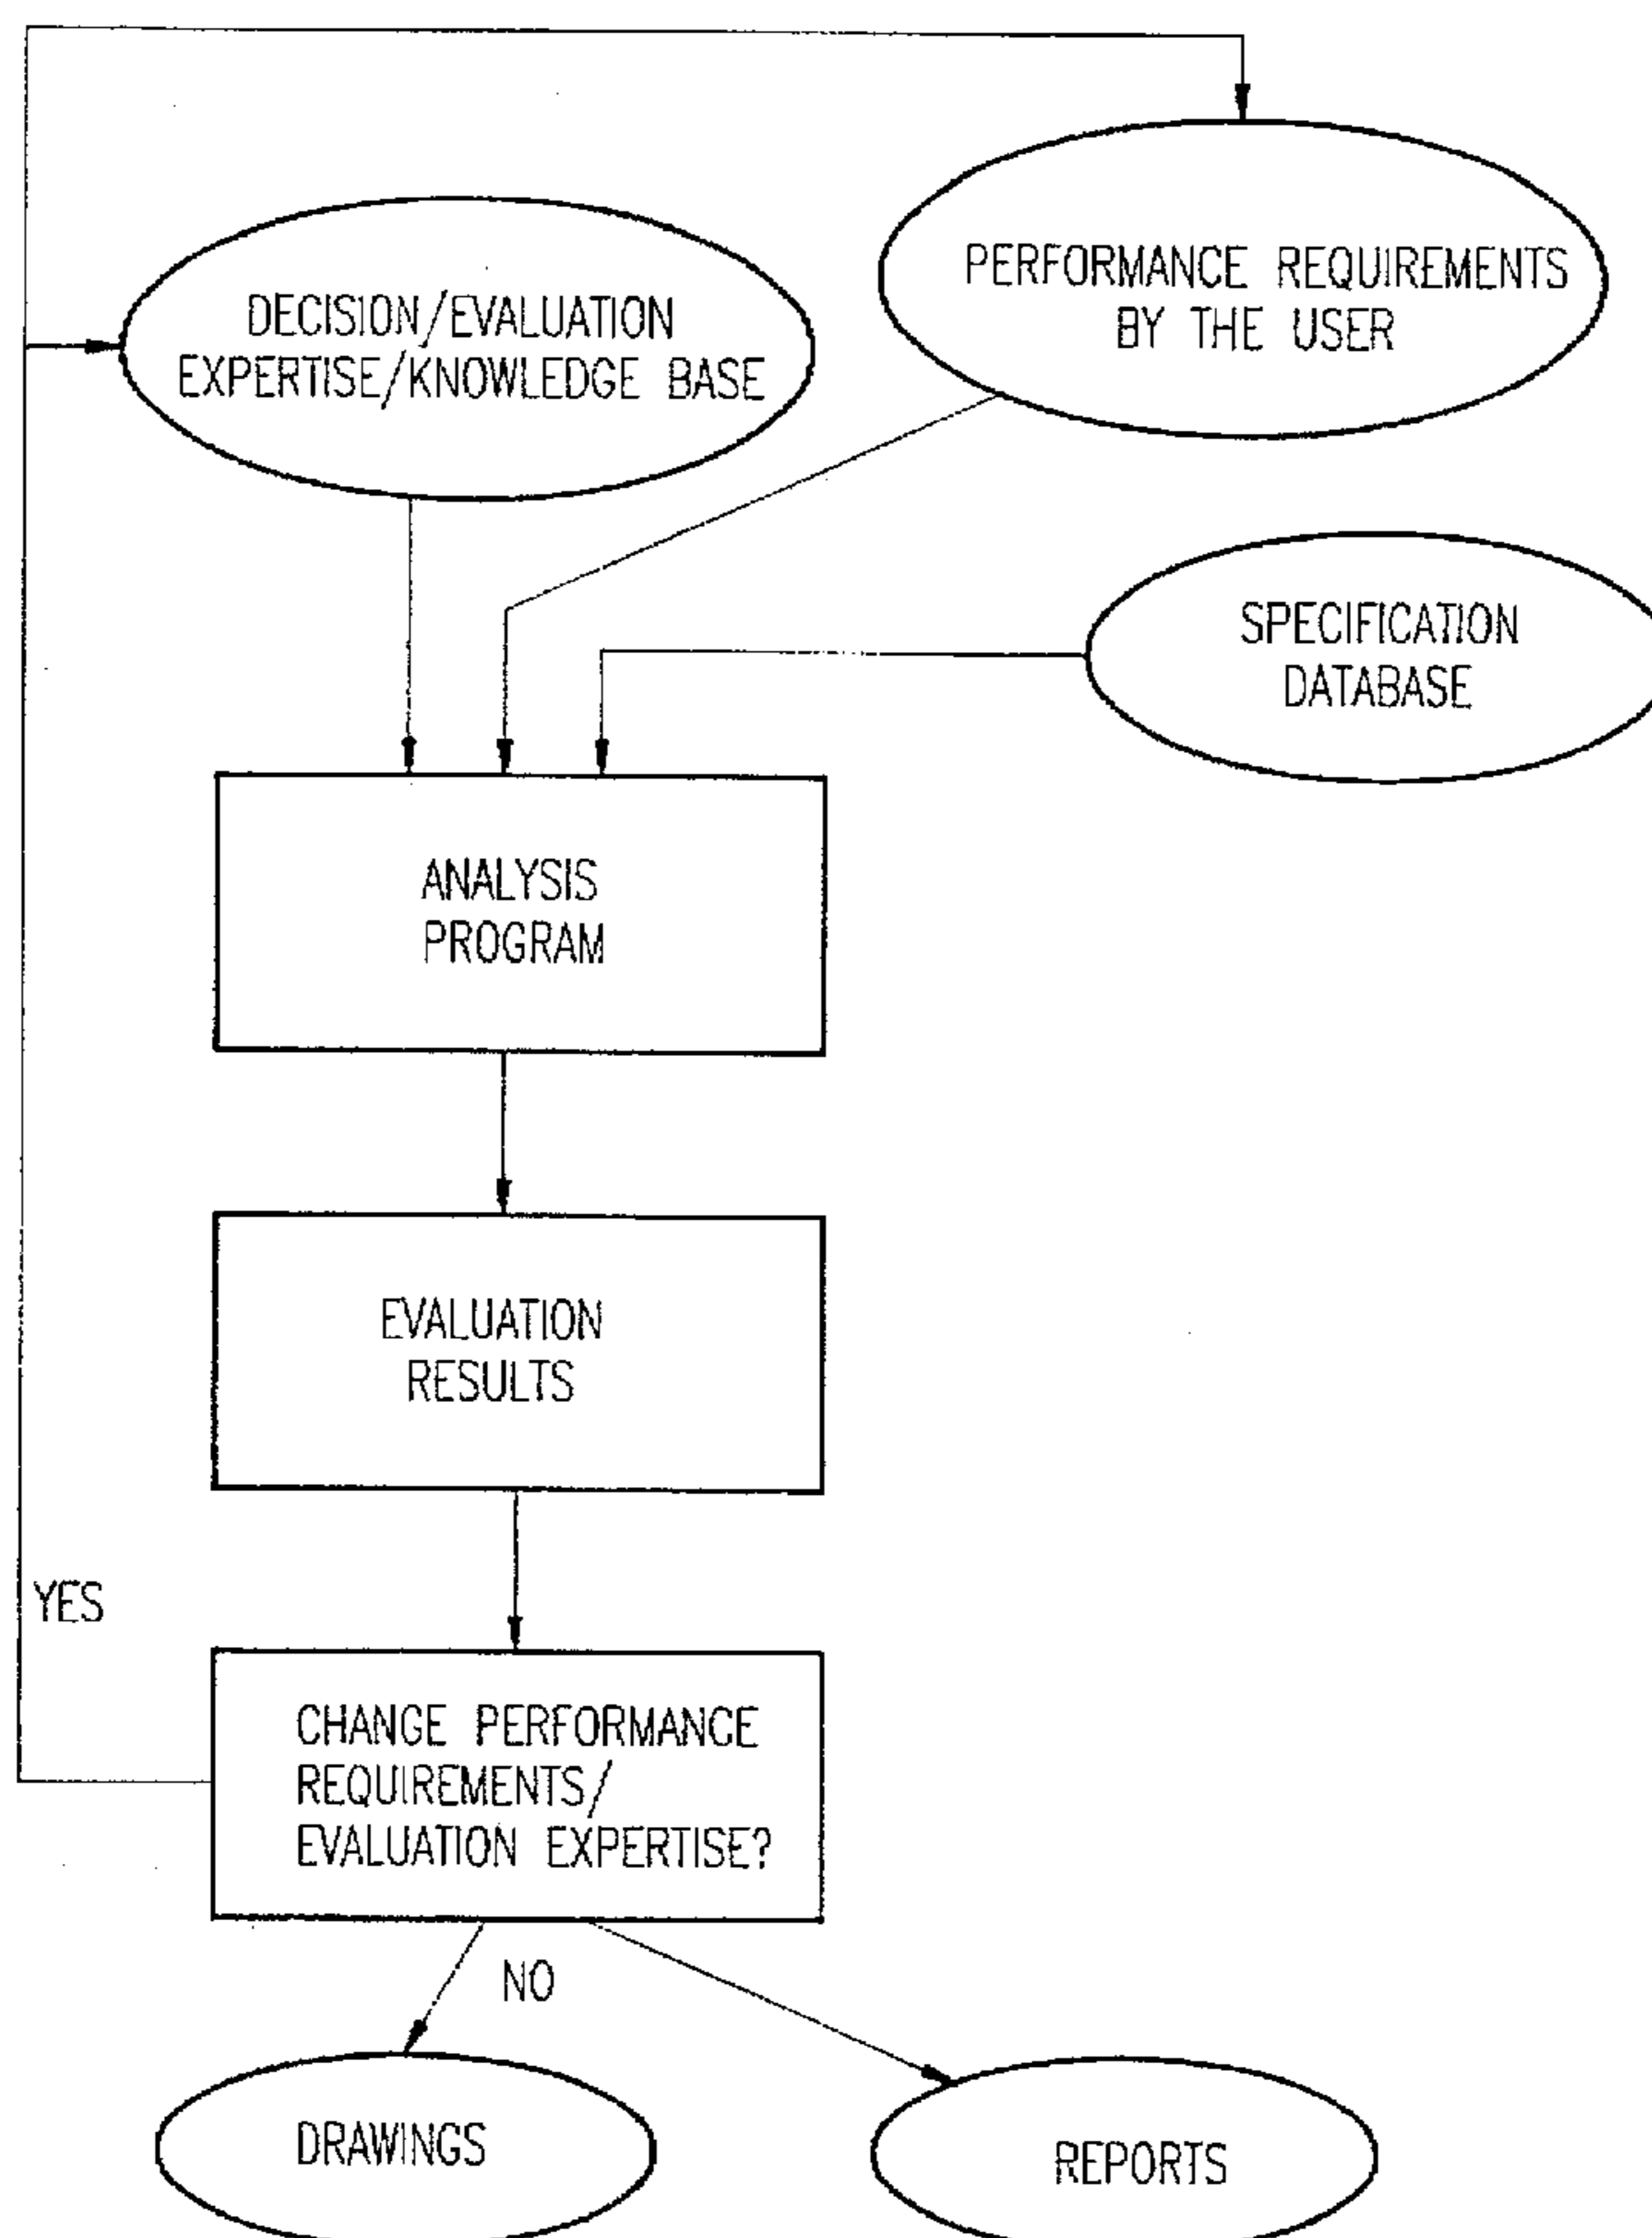 PERFORMANCE REQUIREMENTS
BY THE USER
DECISION/EVALUATION
EXPERTISE/KNOWLEDGE BASE
SPECIFICATION
DATABASE
ANALYSIS
PROGRAM
EVALUATION
RESULTS
YES
CHANGE PERFORMANCE
REQUIREMENTS/
EVALUATION EXPERTISE?
NO
DRAWINGS
REPORTS